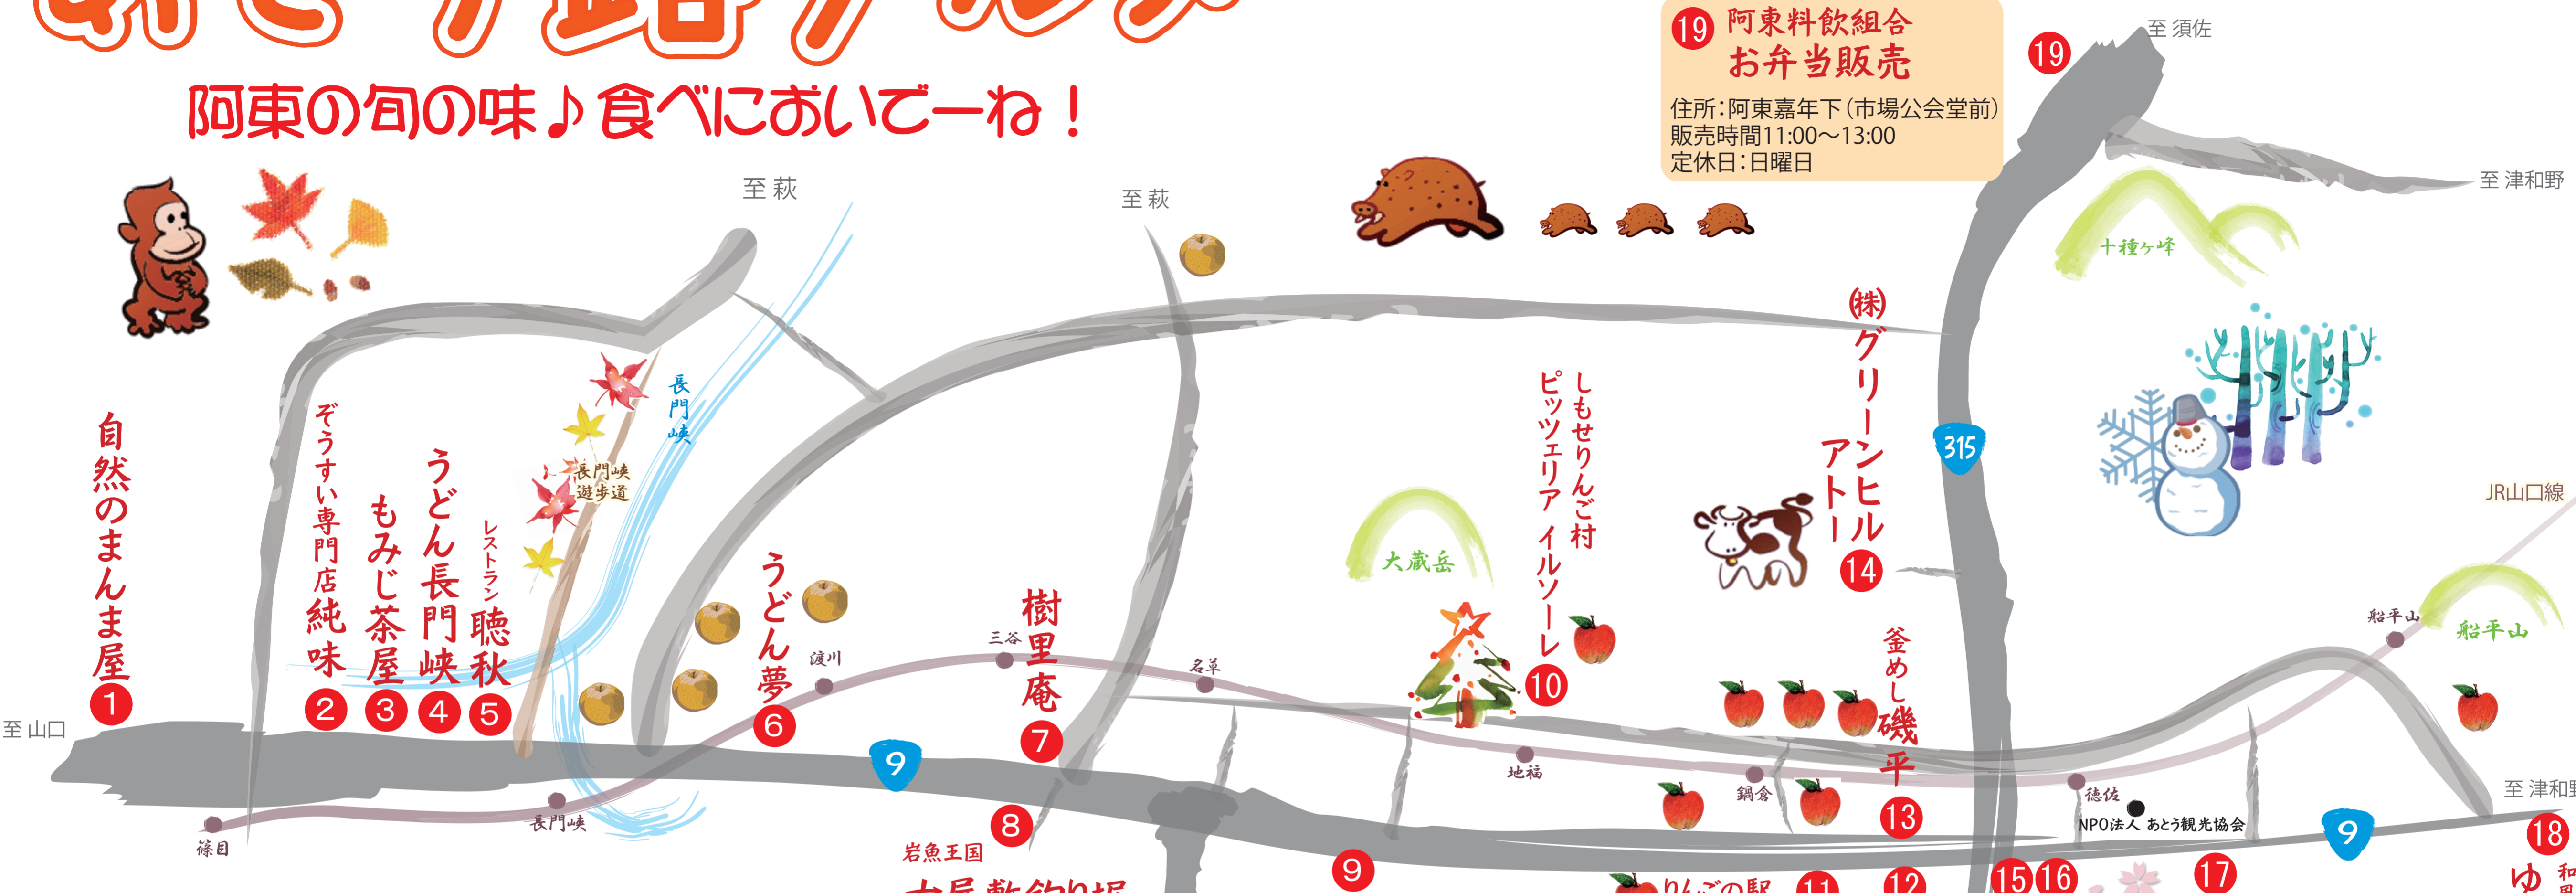 阿東の旬の味♪食べにおいでーね！
19 阿東料飲組合
お弁当販売
住所：阿東嘉年下（市場公会堂前）
販売時間11:00～13:00
定休日：日曜日
19
至 須佐
至 津和野
至 萩
至 萩
十種ヶ峰
315
JR山口線
長門峡
長門峡
遊歩道
自然のまんま屋
1
ぞうすい専門店 純味
2
もみじ茶屋
3
うどん長門峡
4
レストラン 聴秋
5
うどん夢
6
樹里庵
7
大蔵岳
しもせりんご村
ピッツェリア イルソーレ
10
㈱グリーンヒル
アトー
14
釜めし 磯平
13
船平山
船平山
至 山口
篠目
長門峡
渡川
三谷
名草
地福
鍋倉
徳佐
NPO法人 あとう観光協会
9
9
至 津和野
8
岩魚王国
9
りんごの駅
11
12
15
16
17
18
ゆ